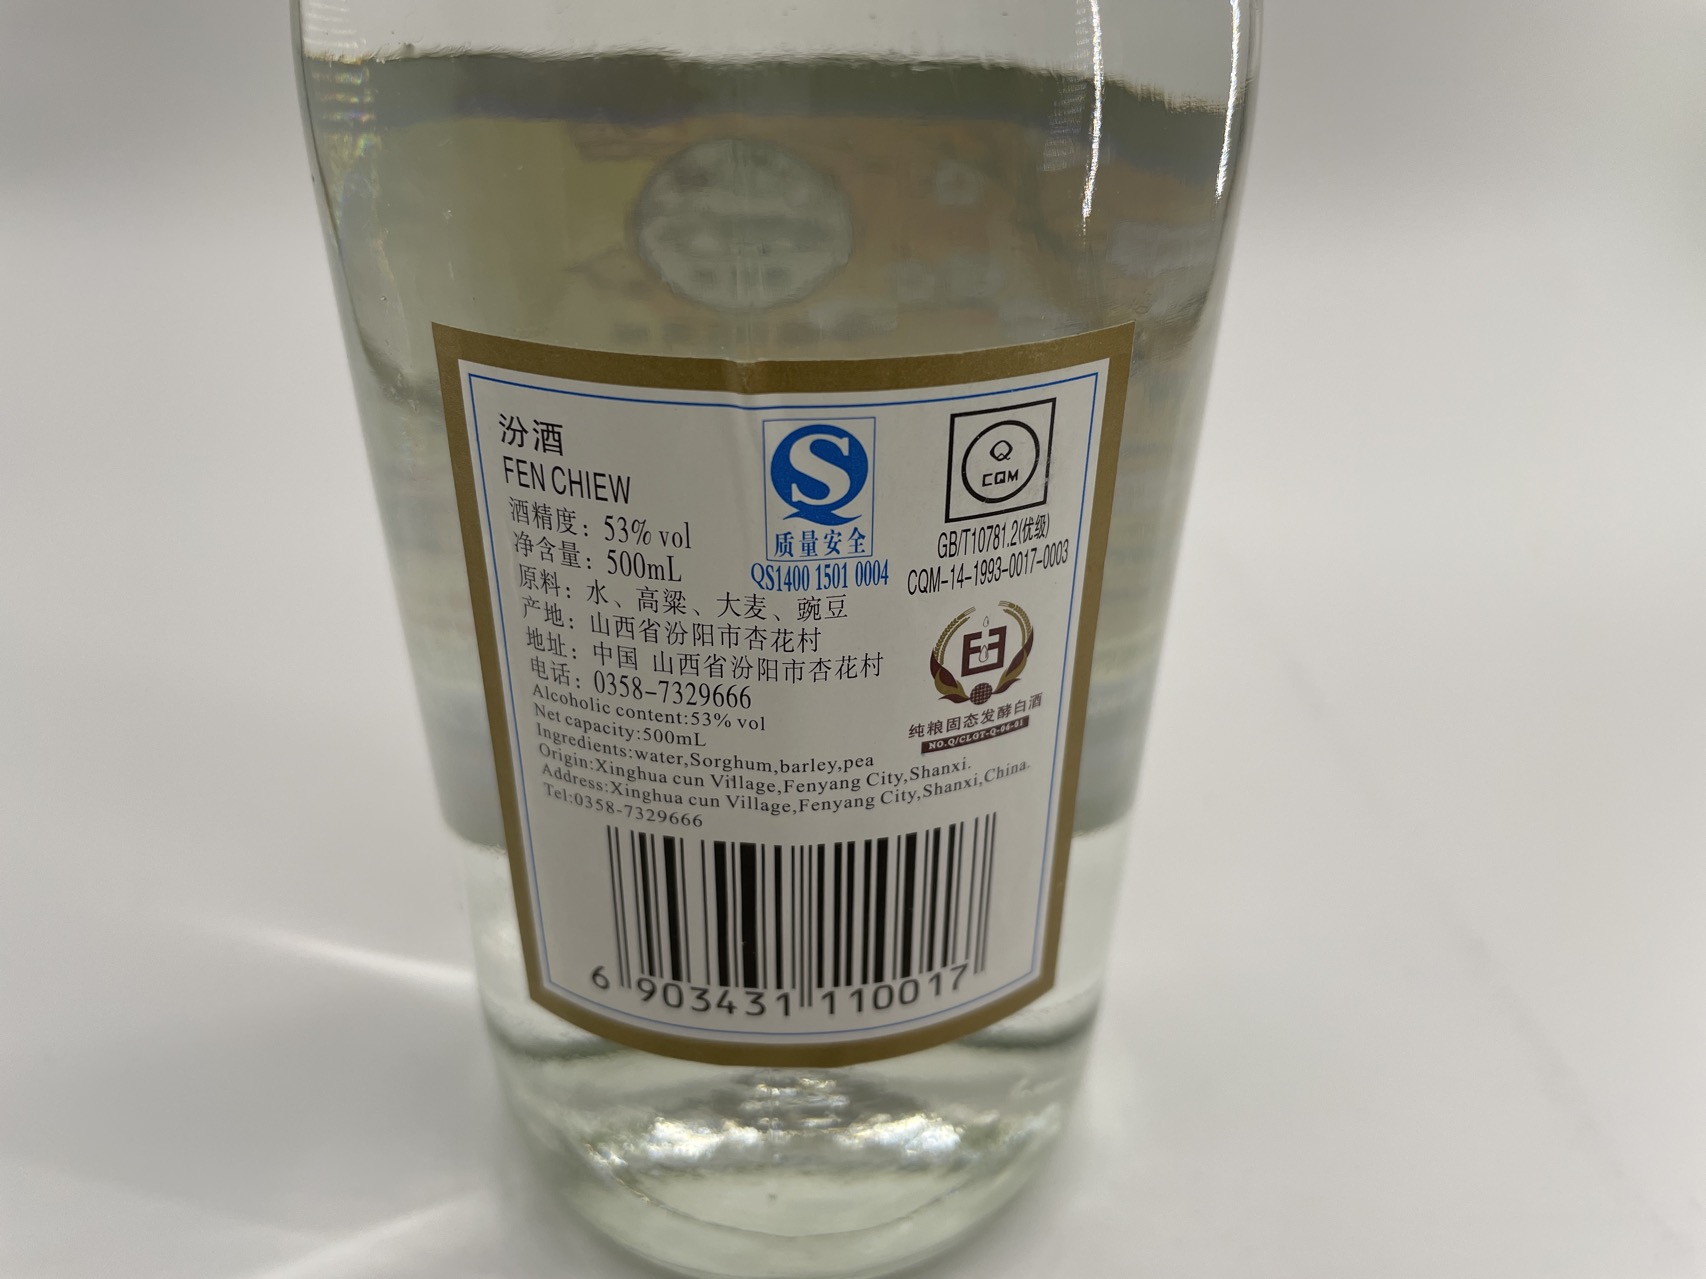 汾酒
FEN CHIEW
酒精度：53% vol
净含量：500mL
原料：水、高粱、大麦、豌豆
产地：山西省汾阳市杏花村
地址：中国 山西省汾阳市杏花村
电话：0358-7329666
Alcoholic content:53% vol
Net capacity:500mL
Ingredients:water,Sorghum,barley,pea
Origin:Xinghua cun Village,Fenyang City,Shanxi.
Address:Xinghua cun Village,Fenyang City,Shanxi,China.
Tel:0358-7329666
S
质量安全
QS1400 1501 0004
Q
CQM
GB/T10781.2(优级)
CQM-14-1993-0017-0003
纯粮固态发酵白酒
NO.Q/CLGT-Q-06-01
6 903431 110017